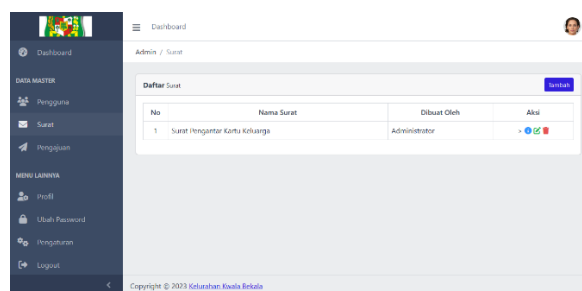 Dashboard
Dashboard
Admin / Surat
DATA MASTER
Pengguna
Surat
Pengajuan
MENU LAINNYA
Profil
Ubah Password
Pengaturan
Logout
Daftar Surat
Tambah
No Nama Surat Dibuat Oleh Aksi
1 Surat Pengantar Kartu Keluarga Administrator
Copyright © 2023 Kelurahan Kwala Bekala